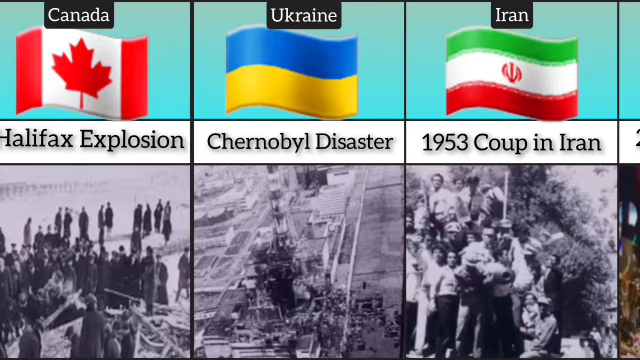 Canada
Ukraine
Iran
Halifax Explosion
Chernobyl Disaster
1953 Coup in Iran